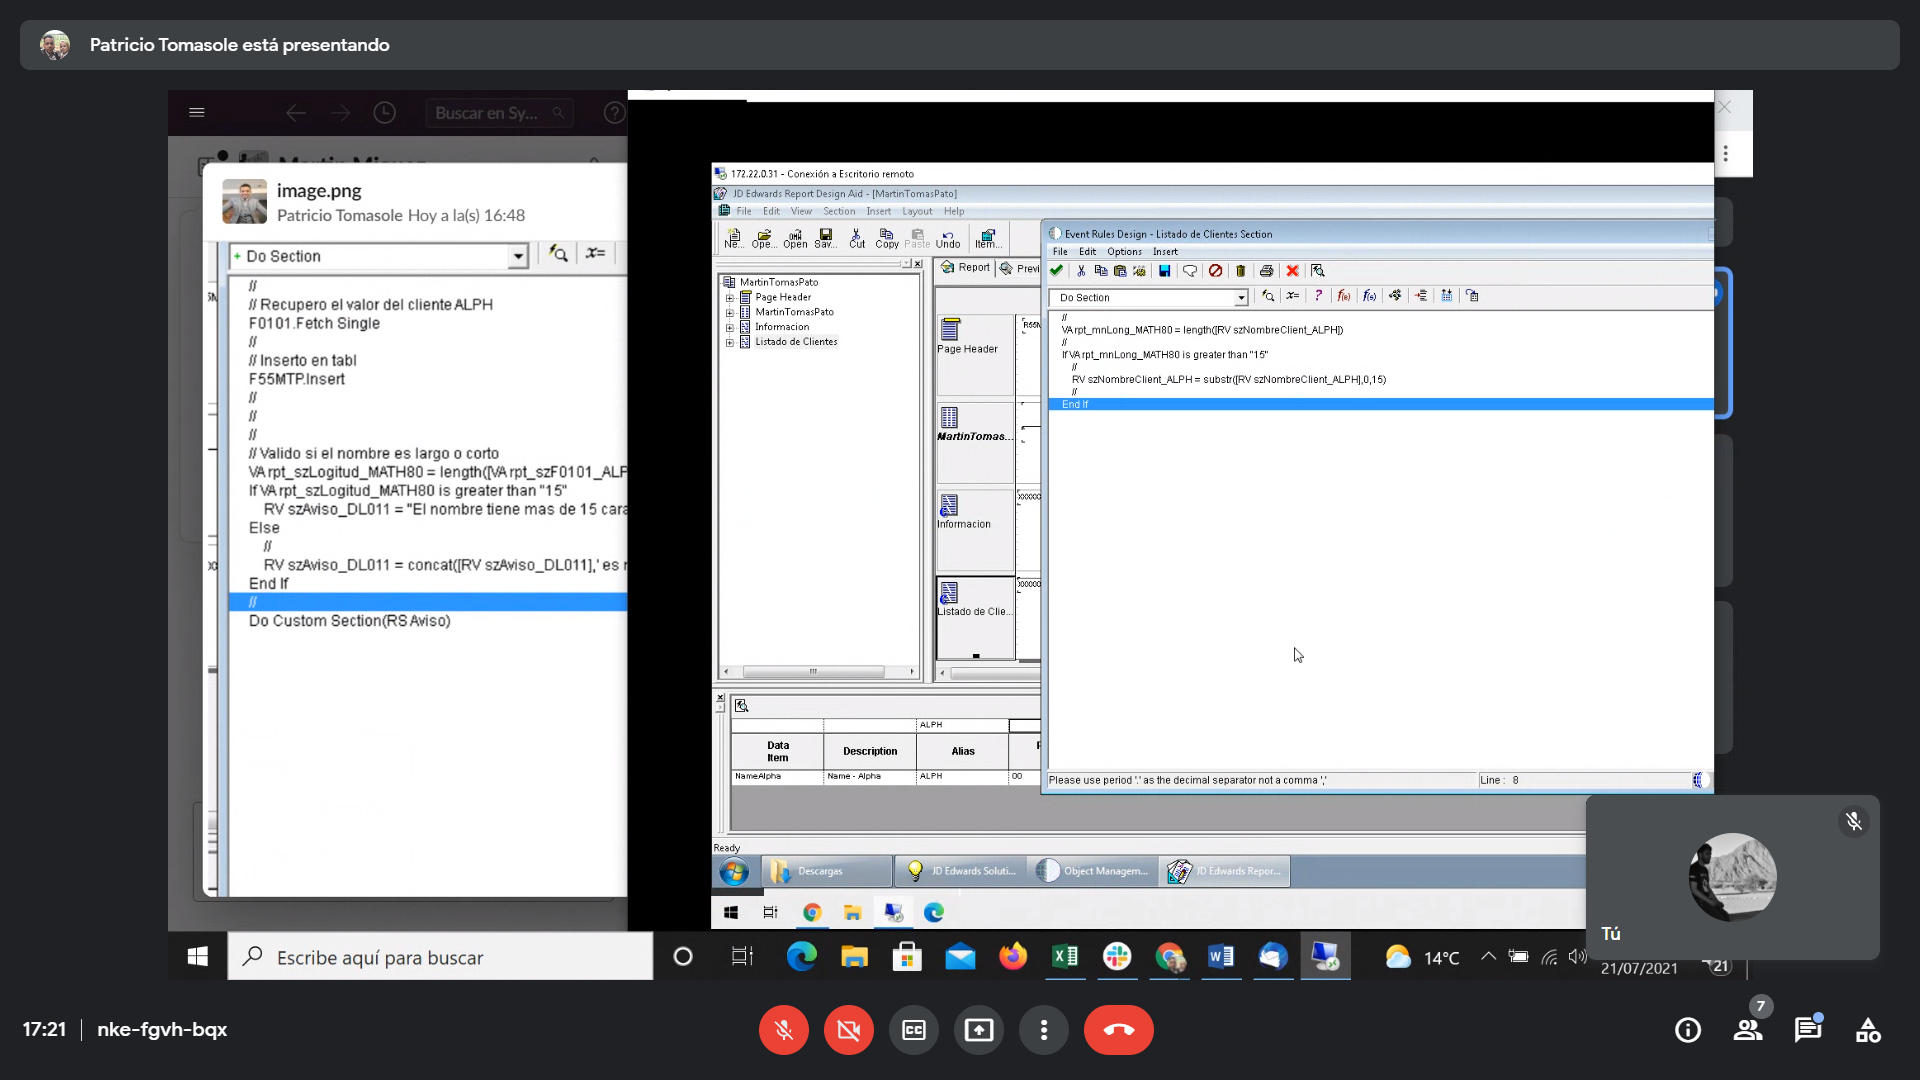 Patricio Tomasole está presentando
Buscar en Sy...
image.png
Patricio Tomasole Hoy a la(s) 16:48
+ Do Section
//
// Recupero el valor del cliente ALPH
F0101.Fetch Single
//
// Inserto en tabl
F55MTP.Insert
//
//
//
// Valido si el nombre es largo o corto
VA rpt_szLogitud_MATH80 = length([VA rpt_szF0101_ALP
If VA rpt_szLogitud_MATH80 is greater than "15"
RV szAviso_DL011 = "El nombre tiene mas de 15 cara
Else
//
RV szAviso_DL011 = concat([RV szAviso_DL011],' es
End If
//
Do Custom Section(RS Aviso)
172.22.0.31 - Conexión a Escritorio remoto
JD Edwards Report Design Aid - [MartinTomasPato]
File Edit View Section Insert Layout Help
Ne... Ope... Open Sav... Cut Copy Paste Undo Item...
MartinTomasPato
Page Header
MartinTomasPato
Informacion
Listado de Clientes
Report Previ
Page Header
MartinTomas...
Informacion
Listado de Clie...
Event Rules Design - Listado de Clientes Section
File Edit Options Insert
Do Section
//
VA rpt_mnLong_MATH80 = length([RV szNombreClient_ALPH])
//
If VA rpt_mnLong_MATH80 is greater than "15"
//
RV szNombreClient_ALPH = substr([RV szNombreClient_ALPH],0,15)
//
End If
Please use period '.' as the decimal separator not a comma ',' Line : 8
ALPH
Data Item Description Alias
NameAlpha Name - Alpha ALPH 00
Ready
Descargas JD Edwards Soluti... Object Managem... JD Edwards Repor...
Escribe aquí para buscar
14°C
21/07/2021
21
Tú
17:21 nke-fgvh-bqx
7